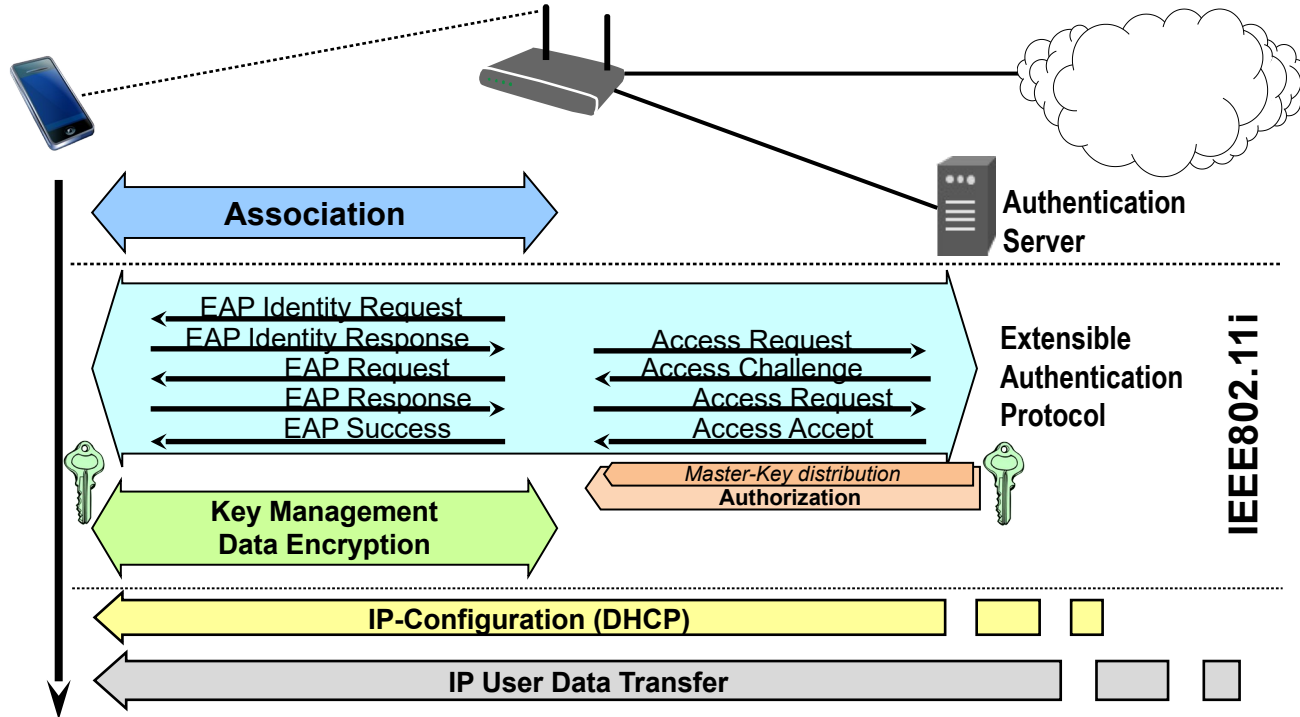 Authentication
Server
Association
EAP Identity Request
EAP Identity Response
Access Request
EAP Request
Access Challenge
EAP Response
Access Request
EAP Success
Access Accept
Extensible
Authentication
Protocol
IEEE802.11i
Master-Key distribution
Authorization
Key Management
Data Encryption
IP-Configuration (DHCP)
IP User Data Transfer